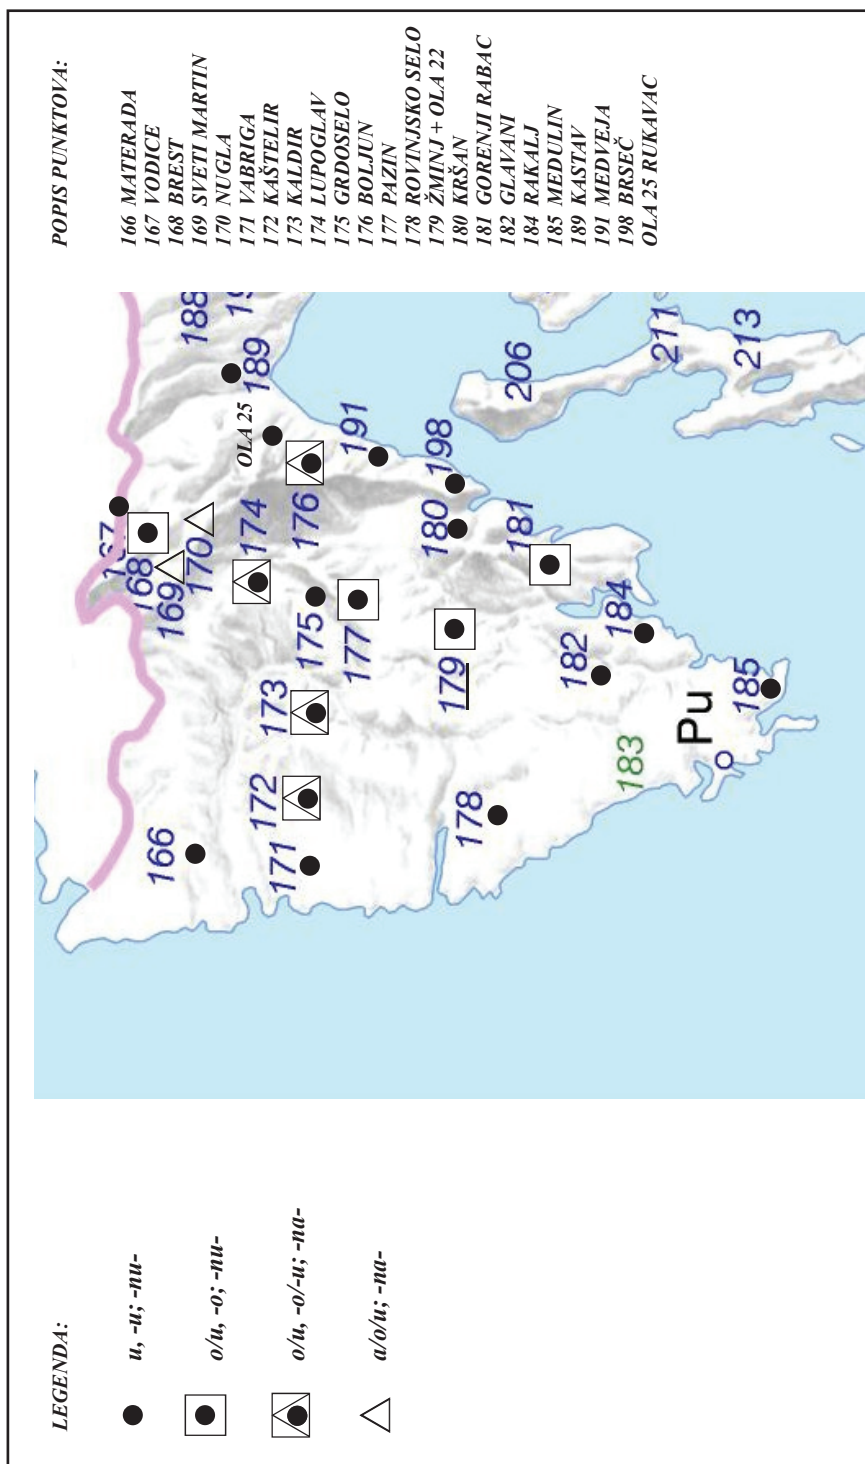 LEGENDA:
u, -u; -nu-
o/u, -o; -nu-
o/u, -o/-u; -na-
a/o/u; -na-
166
171
172
173
178
183
Pu
185
182
184
179
177
175
174
176
181
180
198
191
OLA 25
189
188
19
167
168
169
170
206
211
213
POPIS PUNKTOVA:
166 MATERADA
167 VODICE
168 BREST
169 SVETI MARTIN
170 NUGLA
171 VABRIGA
172 KAŠTELIR
173 KALDIR
174 LUPOGLAV
175 GRDOSELO
176 BOLJUN
177 PAZIN
178 ROVINJSKO SELO
179 ŽMINJ + OLA 22
180 KRŠAN
181 GORENJI RABAC
182 GLAVANI
184 RAKALJ
185 MEDULIN
189 KASTAV
191 MEDVEJA
198 BRSEČ
OLA 25 RUKAVAC